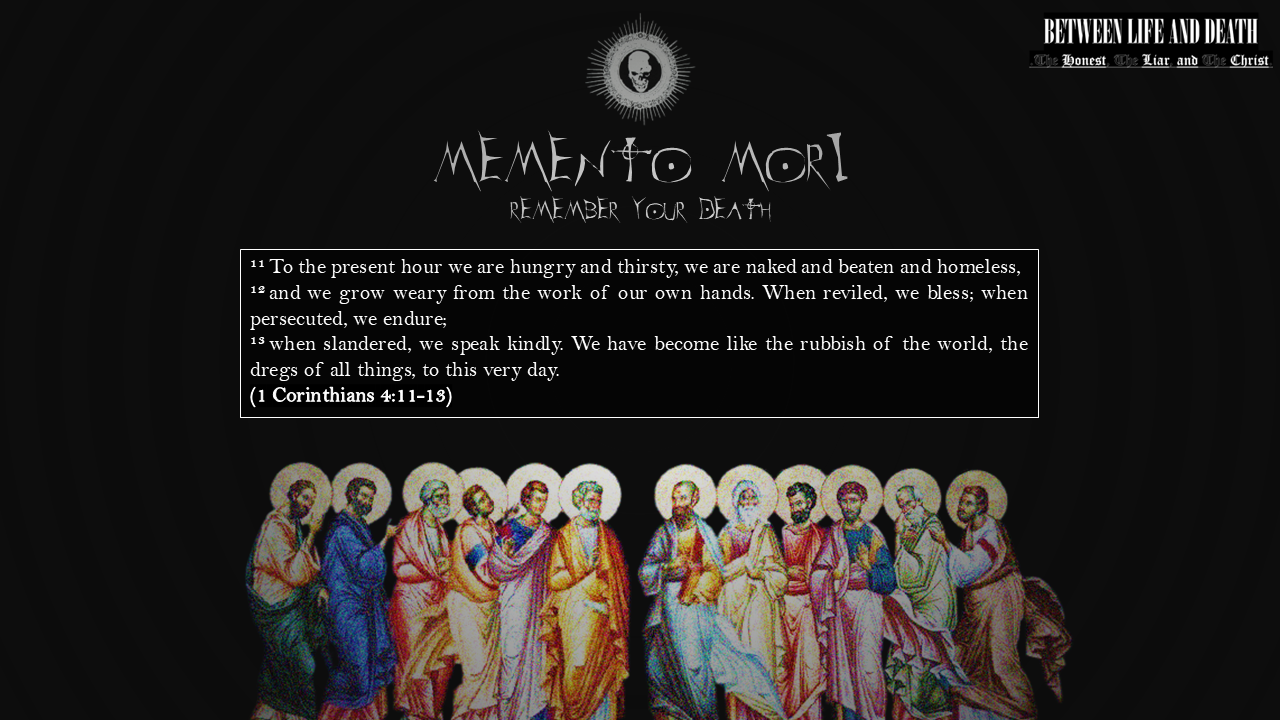 BETWEEN LIFE AND DEATH
The Honest, The Liar, and The Christ
MEMENTO MORI
REMEMBER YOUR DEATH
¹¹ To the present hour we are hungry and thirsty, we are naked and beaten and homeless,
¹² and we grow weary from the work of our own hands. When reviled, we bless; when
persecuted, we endure;
¹³ when slandered, we speak kindly. We have become like the rubbish of the world, the
dregs of all things, to this very day.
(1 Corinthians 4:11-13)